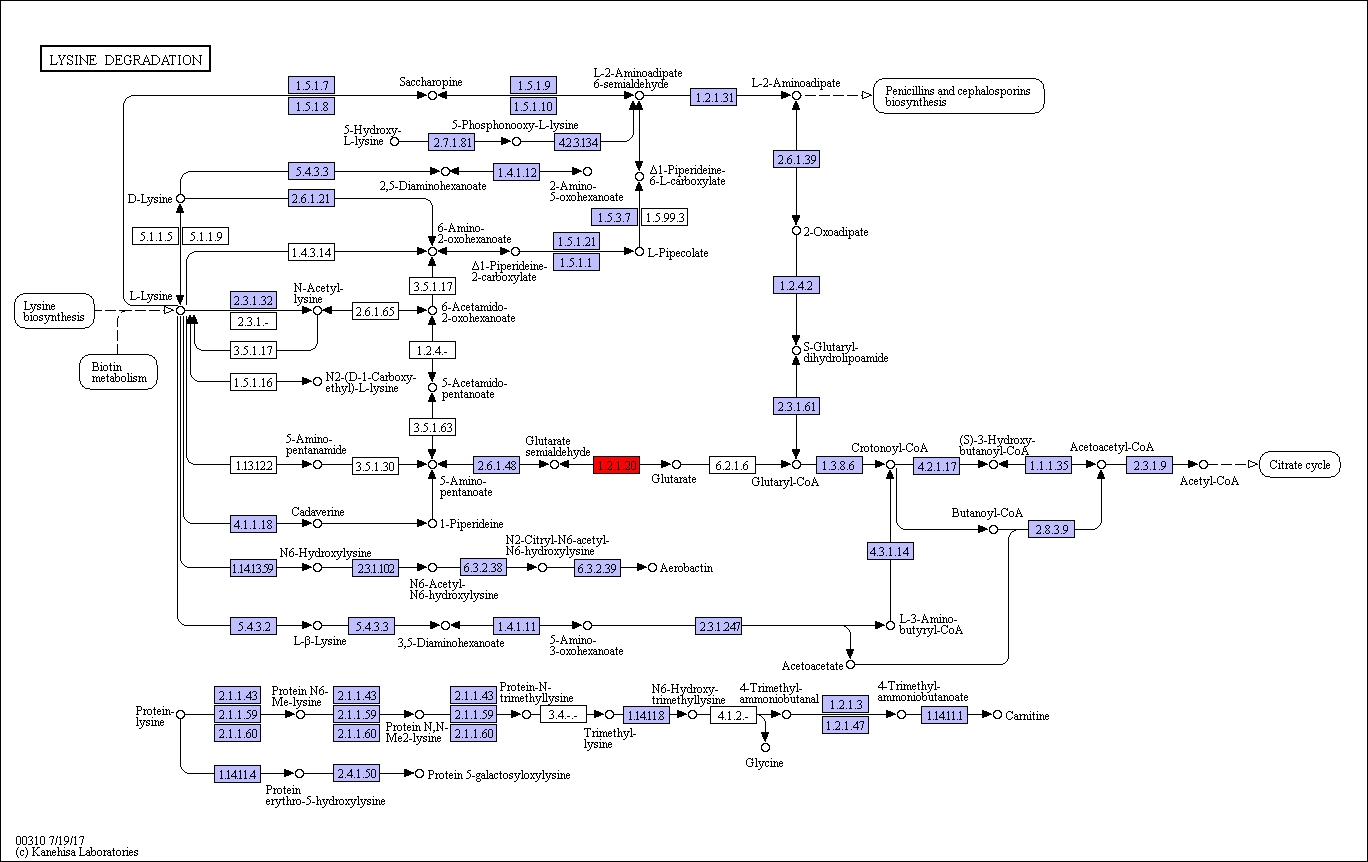 LYSINE DEGRADATION
1.5.1.7
1.5.1.8
Saccharopine
1.5.1.9
1.5.1.10
L-2-Aminoadipate
6-semialdehyde
1.2.1.31
L-2-Aminoadipate
Penicillins and cephalosporins
biosynthesis
5-Hydroxy-
L-lysine
2.7.1.81
5-Phosphonooxy-L-lysine
4.2.3.134
2.6.1.39
5.4.3.3
2,5-Diaminohexanoate
1.4.1.12
2-Amino-
5-oxohexanoate
Δ1-Piperideine-
6-L-carboxylate
D-Lysine
2.6.1.21
1.5.3.7
1.5.99.3
5.1.1.5
5.1.1.9
6-Amino-
2-oxohexanoate
2-Oxoadipate
1.4.3.14
1.5.1.21
1.5.1.1
L-Pipecolate
Δ1-Piperideine-
2-carboxylate
1.2.4.2
3.5.1.17
L-Lysine
2.3.1.32
2.3.1.-
N-Acetyl-
lysine
2.6.1.65
6-Acetamido-
2-oxohexanoate
Lysine
biosynthesis
3.5.1.17
1.2.4.-
S-Glutaryl-
dihydrolipoamide
Biotin
metabolism
1.5.1.16
N2-(D-1-Carboxy-
ethyl)-L-lysine
5-Acetamido-
pentanoate
2.3.1.61
3.5.1.63
5-Amino-
pentanamide
1.13.12.2
3.5.1.30
5-Amino-
pentanoate
2.6.1.48
Glutarate
semialdehyde
1.2.1.20
Glutarate
6.2.1.6
Glutaryl-CoA
1.3.8.6
Crotonoyl-CoA
4.2.1.17
(S)-3-Hydroxy-
butanoyl-CoA
1.1.1.35
Acetoacetyl-CoA
2.3.1.9
Acetyl-CoA
Citrate cycle
4.1.1.18
Cadaverine
1-Piperideine
Butanoyl-CoA
2.8.3.9
4.3.1.14
1.14.13.59
N6-Hydroxylysine
2.3.1.102
N6-Acetyl-
N6-hydroxylysine
6.3.2.38
N2-Citryl-N6-acetyl-
N6-hydroxylysine
6.3.2.39
Aerobactin
5.4.3.2
L-β-Lysine
5.4.3.3
3,5-Diaminohexanoate
1.4.1.11
5-Amino-
3-oxohexanoate
2.3.1.247
L-3-Amino-
butyryl-CoA
Acetoacetate
Protein-
lysine
2.1.1.43
2.1.1.59
2.1.1.60
Protein N6-
Me-lysine
2.1.1.43
2.1.1.59
2.1.1.60
Protein N,N-
Me2-lysine
2.1.1.43
2.1.1.59
2.1.1.60
Protein-N-
trimethyllysine
3.4.-.-
Trimethyl-
lysine
1.14.11.8
N6-Hydroxy-
trimethyllysine
4.1.2.-
4-Trimethyl-
ammoniobutanal
Glycine
1.2.1.3
1.2.1.47
4-Trimethyl-
ammoniobutanoate
1.14.11.1
Carnitine
1.14.11.4
Protein
erythro-5-hydroxylysine
2.4.1.50
Protein 5-galactosyloxylysine
00310 7/19/17
(c) Kanehisa Laboratories